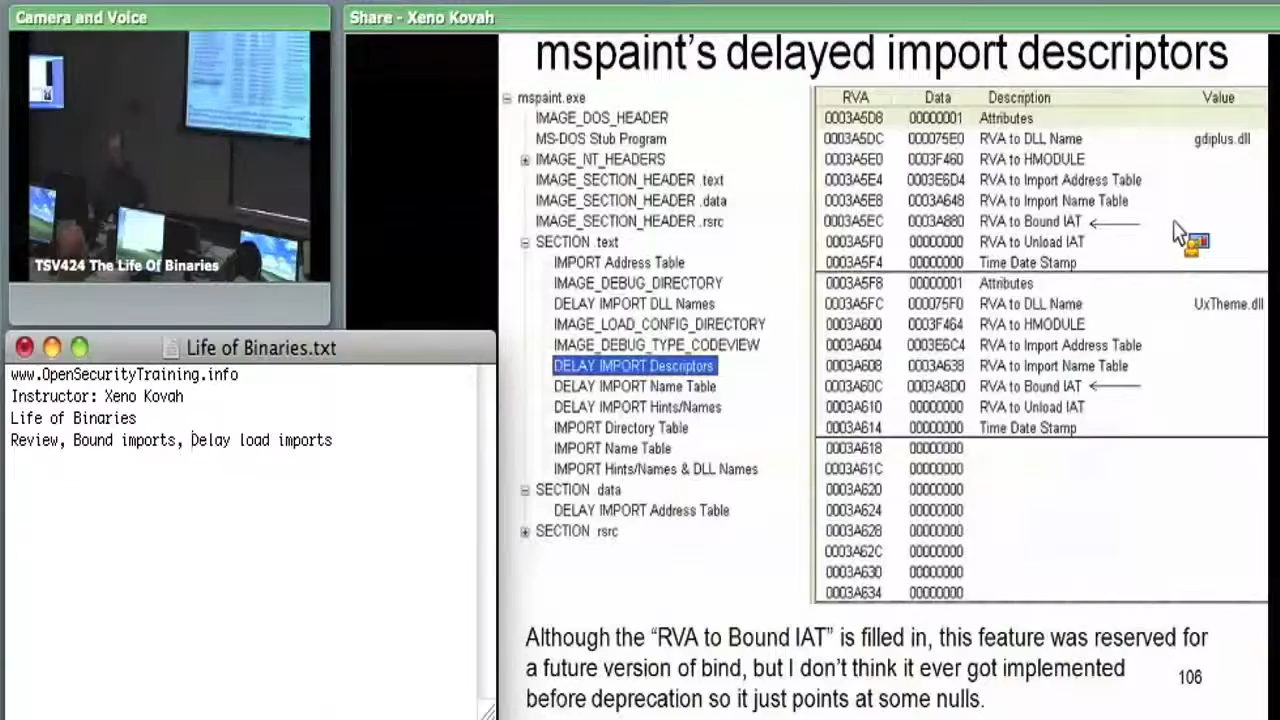 Camera and Voice
TSV424 The Life Of Binaries
Life of Binaries.txt
www.OpenSecurityTraining.info
Instructor: Xeno Kovah
Life of Binaries
Review, Bound imports, Delay load imports
Share - Xeno Kovah
mspaint's delayed import descriptors
mspaint.exe
IMAGE_DOS_HEADER
MS-DOS Stub Program
IMAGE_NT_HEADERS
IMAGE_SECTION_HEADER .text
IMAGE_SECTION_HEADER .data
IMAGE_SECTION_HEADER .rsrc
SECTION .text
IMPORT Address Table
IMAGE_DEBUG_DIRECTORY
DELAY IMPORT DLL Names
IMAGE_LOAD_CONFIG_DIRECTORY
IMAGE_DEBUG_TYPE_CODEVIEW
DELAY IMPORT Descriptors
DELAY IMPORT Name Table
DELAY IMPORT Hints/Names
IMPORT Directory Table
IMPORT Name Table
IMPORT Hints/Names & DLL Names
SECTION data
DELAY IMPORT Address Table
SECTION rsrc
RVA Data Description Value
0003A5D8 00000001 Attributes
0003A5DC 000075E0 RVA to DLL Name gdiplus.dll
0003A5E0 0003F460 RVA to HMODULE
0003A5E4 0003E6D4 RVA to Import Address Table
0003A5E8 0003A648 RVA to Import Name Table
0003A5EC 0003A880 RVA to Bound IAT
0003A5F0 00000000 RVA to Unload IAT
0003A5F4 00000000 Time Date Stamp
0003A5F8 00000001 Attributes
0003A5FC 000075F0 RVA to DLL Name UxTheme.dll
0003A600 0003F464 RVA to HMODULE
0003A604 0003E6C4 RVA to Import Address Table
0003A608 0003A638 RVA to Import Name Table
0003A60C 0003A8D0 RVA to Bound IAT
0003A610 00000000 RVA to Unload IAT
0003A614 00000000 Time Date Stamp
0003A618 00000000
0003A61C 00000000
0003A620 00000000
0003A624 00000000
0003A628 00000000
0003A62C 00000000
0003A630 00000000
0003A634 00000000
Although the “RVA to Bound IAT” is filled in, this feature was reserved for
a future version of bind, but I don't think it ever got implemented
before deprecation so it just points at some nulls.
106